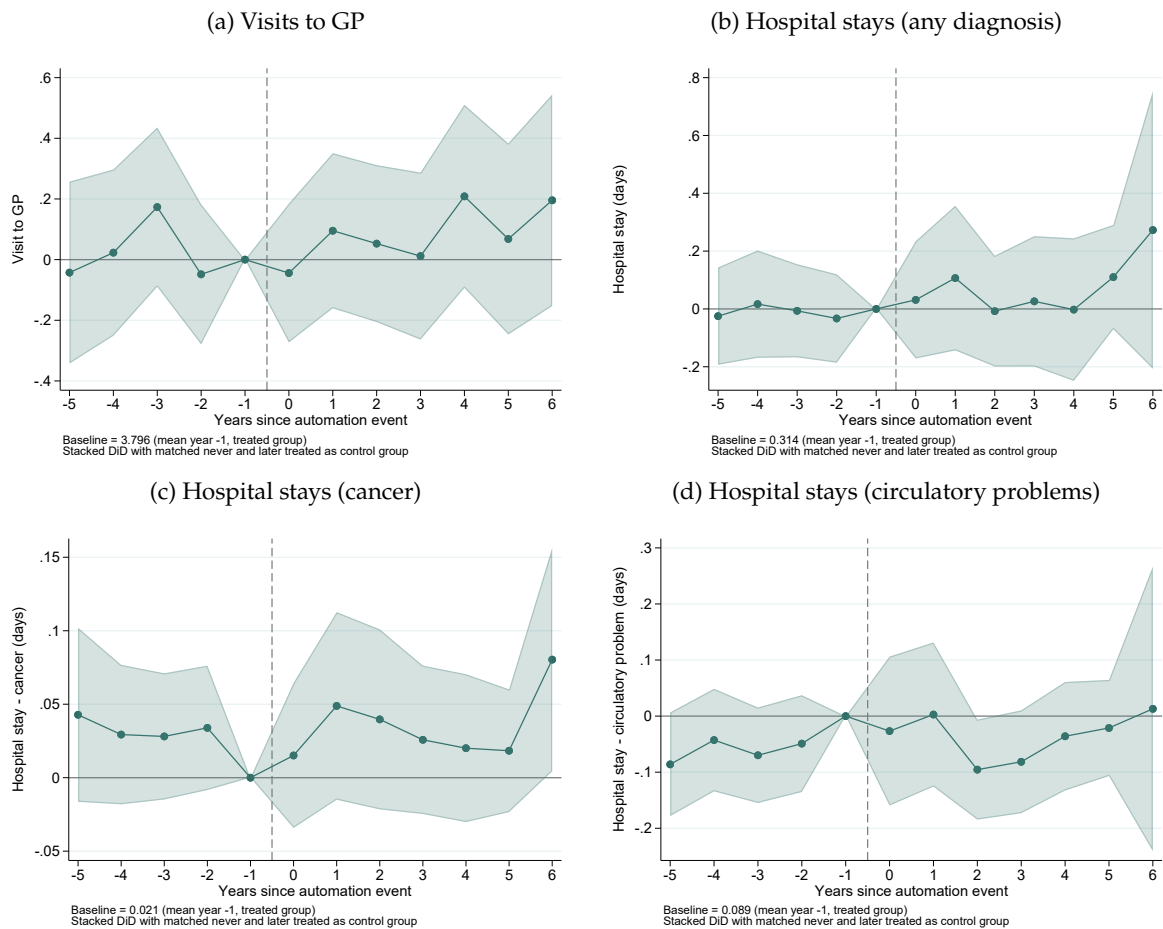 (a) Visits to GP
.6
.4
.2
0
-.2
-.4
Visit to GP
-5 -4 -3 -2 -1 0 1 2 3 4 5 6
Years since automation event
Baseline = 3.796 (mean year -1, treated group)
Stacked DiD with matched never and later treated as control group
(b) Hospital stays (any diagnosis)
.8
.6
.4
.2
0
-.2
Hospital stay (days)
-5 -4 -3 -2 -1 0 1 2 3 4 5 6
Years since automation event
Baseline = 0.314 (mean year -1, treated group)
Stacked DiD with matched never and later treated as control group
(c) Hospital stays (cancer)
.15
.1
.05
0
-.05
Hospital stay - cancer (days)
-5 -4 -3 -2 -1 0 1 2 3 4 5 6
Years since automation event
Baseline = 0.021 (mean year -1, treated group)
Stacked DiD with matched never and later treated as control group
(d) Hospital stays (circulatory problems)
.3
.2
.1
0
-.1
-.2
Hospital stay - circulatory problem (days)
-5 -4 -3 -2 -1 0 1 2 3 4 5 6
Years since automation event
Baseline = 0.089 (mean year -1, treated group)
Stacked DiD with matched never and later treated as control group